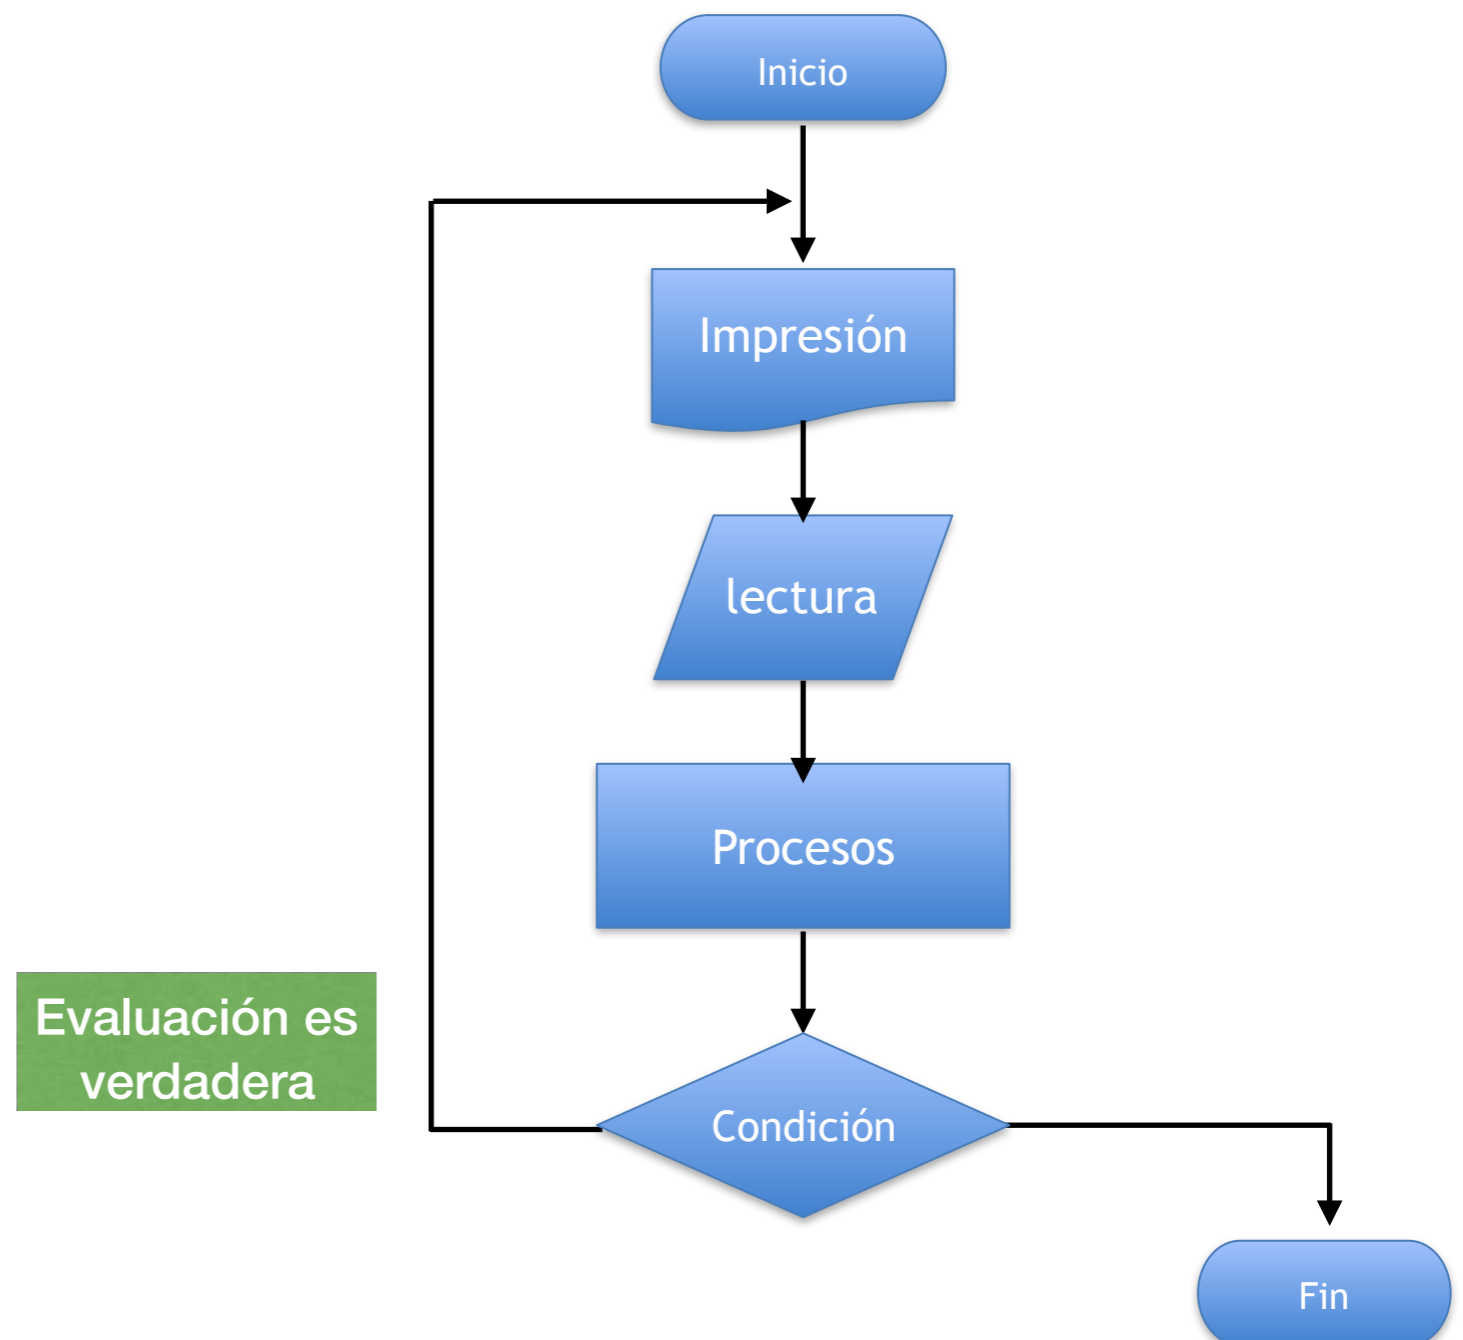 Inicio
Impresión
lectura
Procesos
Evaluación es
verdadera
Condición
Fin